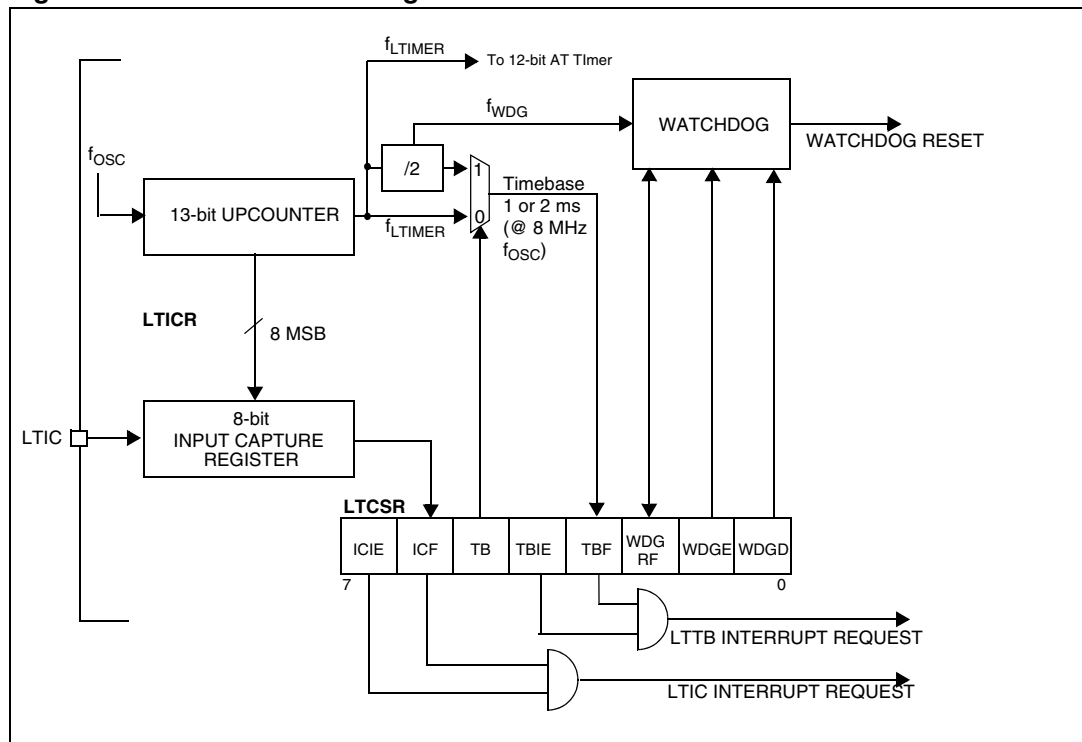 fLTIMER
To 12-bit AT TImer
fWDG
WATCHDOG
WATCHDOG RESET
fOSC
/2
1
Timebase
1 or 2 ms
(@ 8 MHz
fOSC)
0
13-bit UPCOUNTER
fLTIMER
LTICR
8 MSB
LTIC
8-bit
INPUT CAPTURE
REGISTER
LTCSR
ICIE ICF TB TBIE TBF WDG RF WDGE WDGD
7 0
LTTB INTERRUPT REQUEST
LTIC INTERRUPT REQUEST